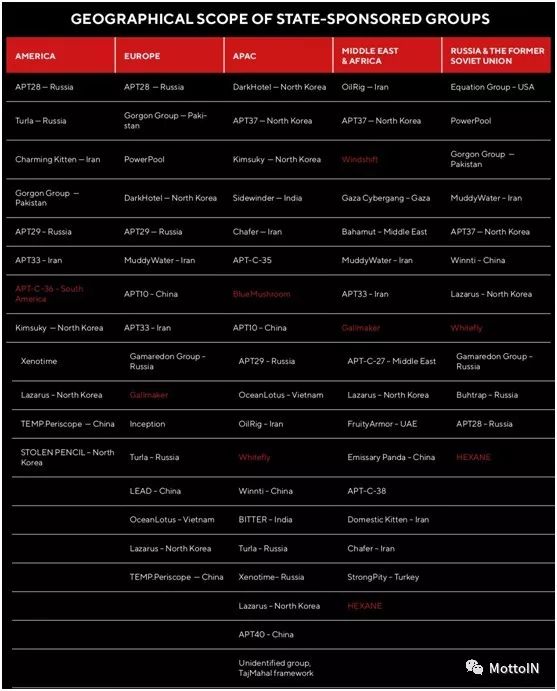 GEOGRAPHICAL SCOPE OF STATE-SPONSORED GROUPS
AMERICA
EUROPE
APAC
MIDDLE EAST
& AFRICA
RUSSIA & THE FORMER
SOVIET UNION
APT28 — Russia
APT28 — Russia
DarkHotel — North Korea
OilRig — Iran
Equation Group - USA
Turla — Russia
Gorgon Group — Paki-
stan
APT37 — North Korea
APT37 — North Korea
PowerPool
Charming Kitten — Iran
PowerPool
Kimsuky — North Korea
Windshift
Gorgon Group —
Pakistan
Gorgon Group —
Pakistan
DarkHotel — North Korea
Sidewinder — India
Gaza Cybergang – Gaza
MuddyWater – Iran
APT29 – Russia
APT29 — Russia
Chafer — Iran
Bahamut – Middle East
APT37 — North Korea
APT33 – Iran
MuddyWater – Iran
APT-C-35
MuddyWater – Iran
Winnti – China
APT-C-36 – South
America
APT10 – China
BlueMushroom
APT33 – Iran
Lazarus – North Korea
Kimsuky — North Korea
APT33 – Iran
APT10 – China
Gallmaker
Whitefly
Xenotime
Gamaredon Group –
Russia
APT29 – Russia
APT-C-27 – Middle East
Gamaredon Group –
Russia
Lazarus – North Korea
Gallmaker
OceanLotus – Vietnam
Lazarus – North Korea
Buhtrap – Russia
TEMP.Periscope — China
Inception
OilRig – Iran
FruityArmor – UAE
APT28 – Russia
STOLEN PENCIL – North
Korea
Turla – Russia
Whitefly
Emissary Panda – China
HEXANE
LEAD – China
Winnti – China
APT-C-38
OceanLotus – Vietnam
BITTER – India
Domestic Kitten – Iran
Lazarus – North Korea
Turla – Russia
Chafer – Iran
TEMP.Periscope — China
Xenotime– Russia
StrongPity – Turkey
Lazarus – North Korea
HEXANE
APT40 – China
Unidentified group,
TajMahal framework
MottoIN